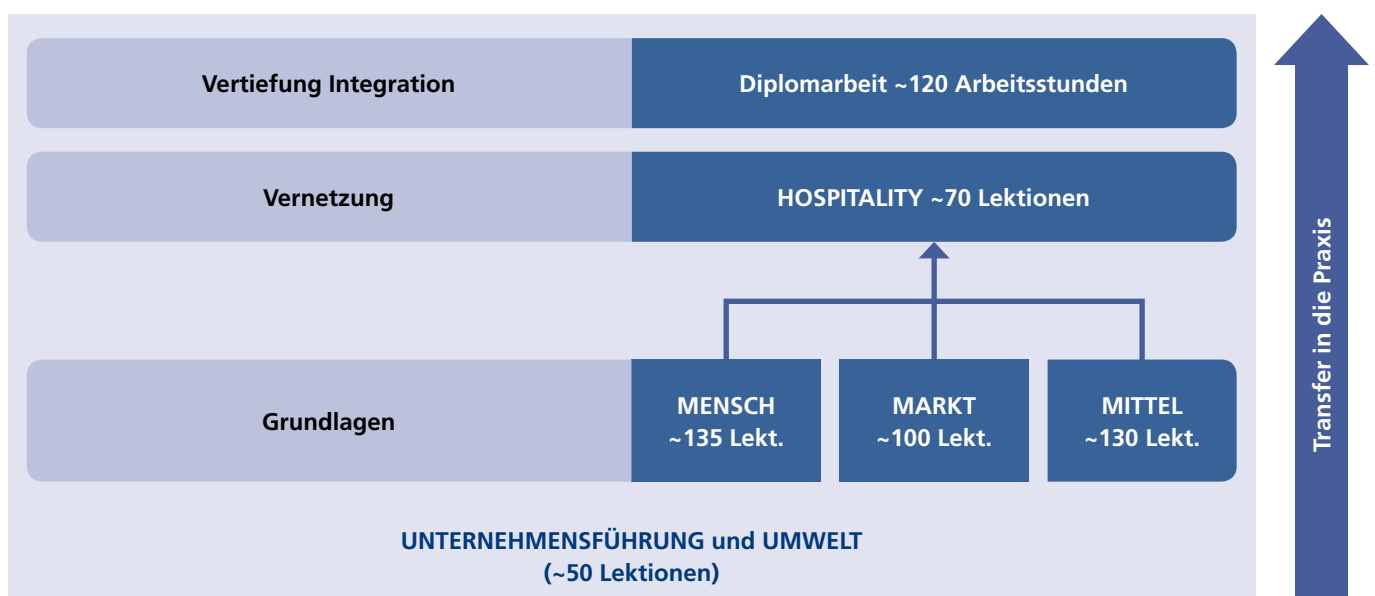 Vertiefung Integration
Diplomarbeit ~120 Arbeitsstunden
Vernetzung
HOSPITALITY ~70 Lektionen
Grundlagen
MENSCH
~135 Lekt.
MARKT
~100 Lekt.
MITTEL
~130 Lekt.
UNTERNEHMENSFÜHRUNG und UMWELT
(~50 Lektionen)
Transfer in die Praxis